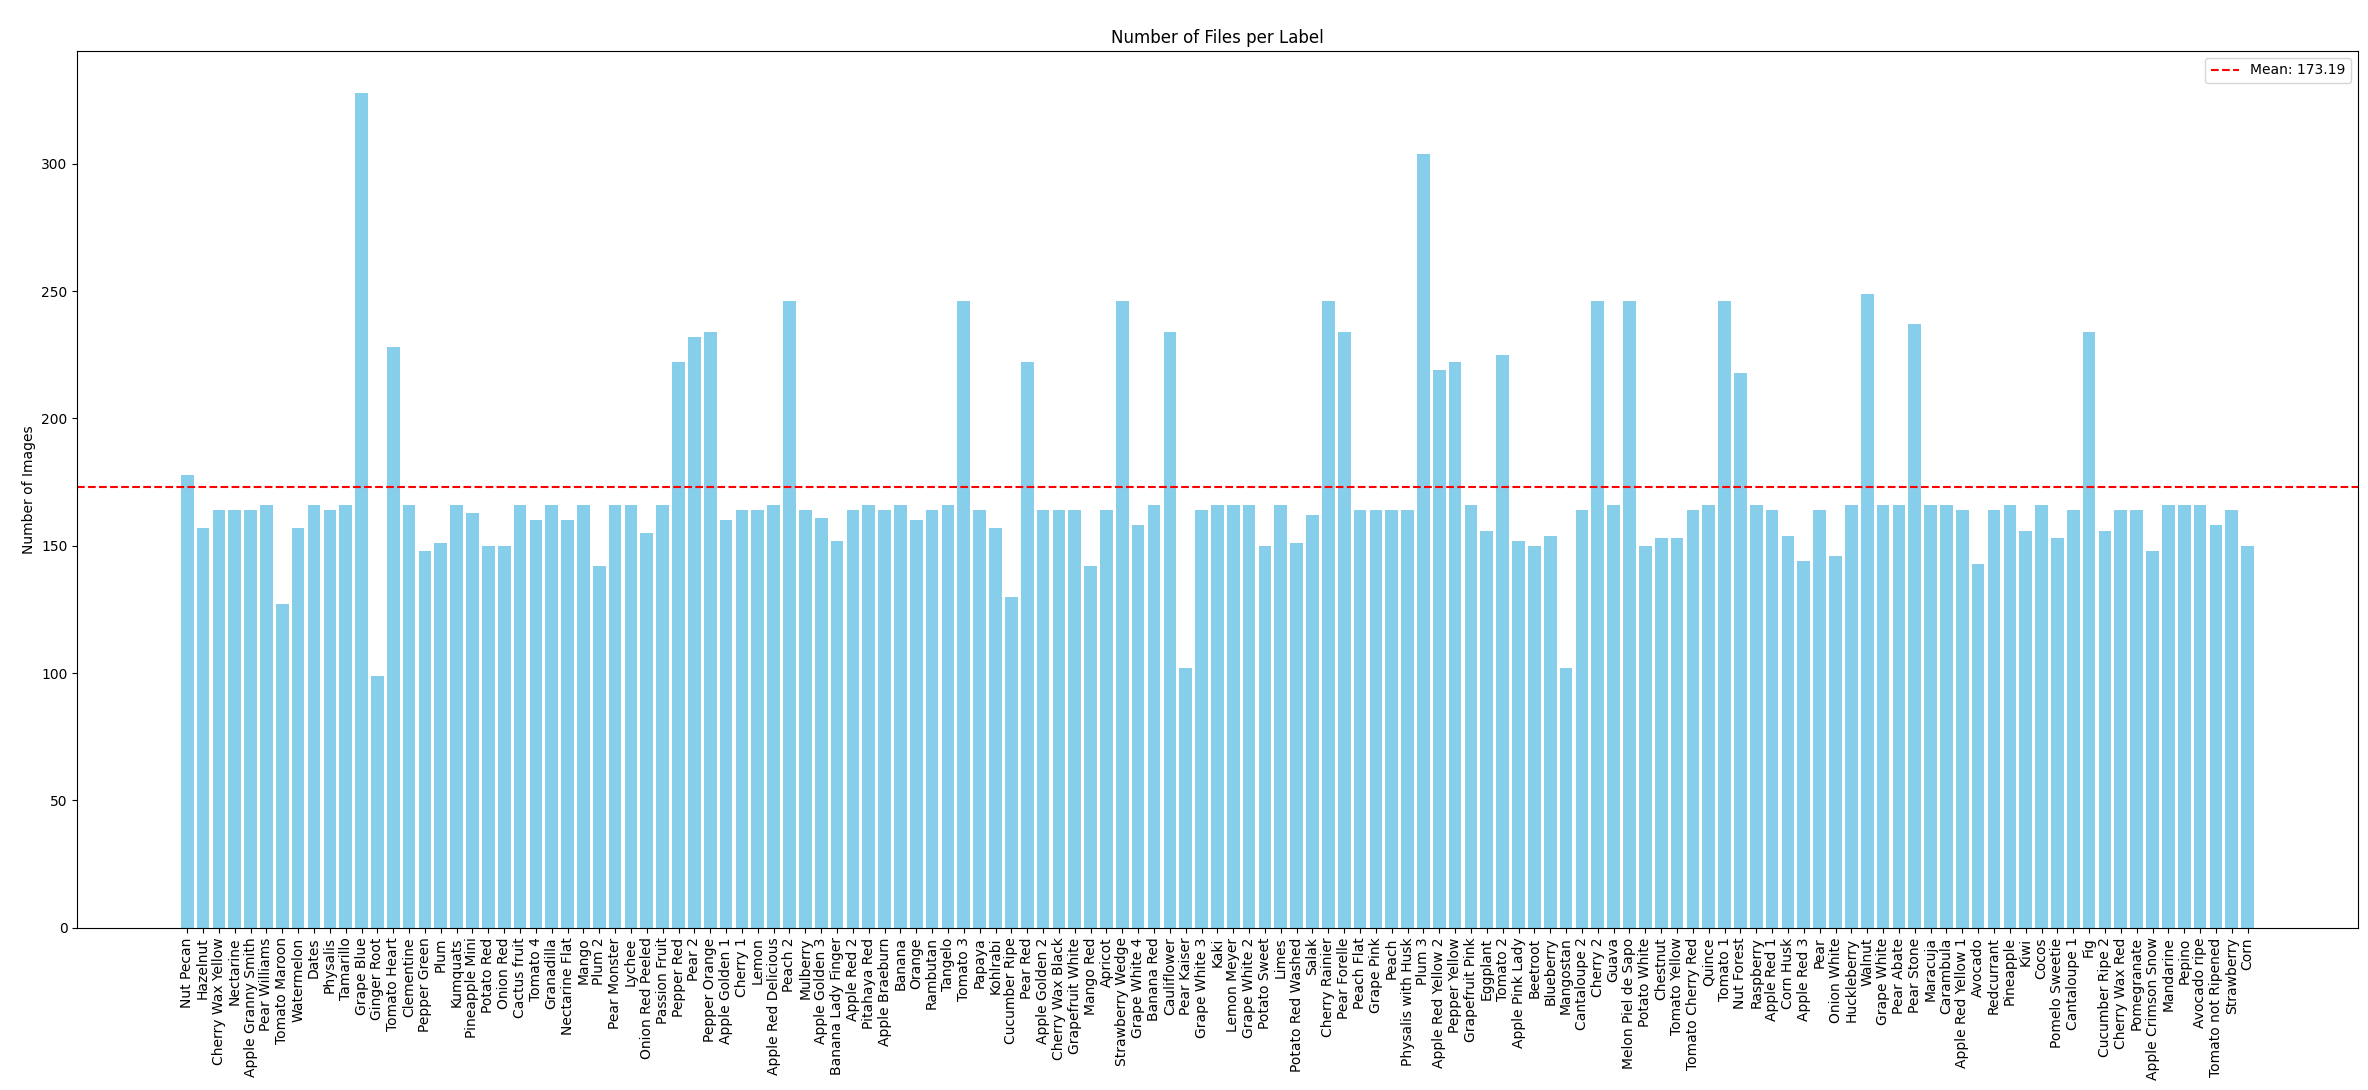 Number of Files per Label
Mean: 173.19
Number of Images
300
250
200
150
100
50
0
Nut Pecan
Hazelnut
Cherry Wax Yellow
Nectarine
Apple Granny Smith
Pear Williams
Tomato Maroon
Watermelon
Dates
Physalis
Tamarillo
Grape Blue
Ginger Root
Tomato Heart
Clementine
Pepper Green
Plum
Kumquats
Pineapple Mini
Potato Red
Onion Red
Cactus fruit
Tomato 4
Granadilla
Nectarine Flat
Mango
Plum 2
Pear Monster
Lychee
Onion Red Peeled
Passion Fruit
Pepper Red
Pear 2
Pepper Orange
Apple Golden 1
Cherry 1
Lemon
Apple Red Delicious
Peach 2
Mulberry
Apple Golden 3
Banana Lady Finger
Apple Red 2
Pitahaya Red
Apple Braeburn
Banana
Orange
Rambutan
Tangelo
Tomato 3
Papaya
Kohlrabi
Cucumber Ripe
Pear Red
Apple Golden 2
Cherry Wax Black
Grapefruit White
Mango Red
Apricot
Strawberry Wedge
Grape White 4
Banana Red
Cauliflower
Pear Kaiser
Grape White 3
Kaki
Lemon Meyer
Grape White 2
Potato Sweet
Limes
Potato Red Washed
Salak
Cherry Rainier
Pear Forelle
Peach Flat
Grape Pink
Peach
Physalis with Husk
Plum 3
Apple Red Yellow 2
Pepper Yellow
Grapefruit Pink
Eggplant
Tomato 2
Apple Pink Lady
Beetroot
Blueberry
Mangostan
Cantaloupe 2
Cherry 2
Guava
Melon Piel de Sapo
Potato White
Chestnut
Tomato Yellow
Tomato Cherry Red
Quince
Tomato 1
Nut Forest
Raspberry
Apple Red 1
Corn Husk
Apple Red 3
Pear
Onion White
Huckleberry
Walnut
Grape White
Pear Abate
Pear Stone
Maracuja
Carambula
Apple Red Yellow 1
Avocado
Redcurrant
Pineapple
Kiwi
Cocos
Pomelo Sweetie
Cantaloupe 1
Fig
Cucumber Ripe 2
Cherry Wax Red
Pomegranate
Apple Crimson Snow
Mandarine
Pepino
Avocado ripe
Tomato not Ripened
Strawberry
Corn